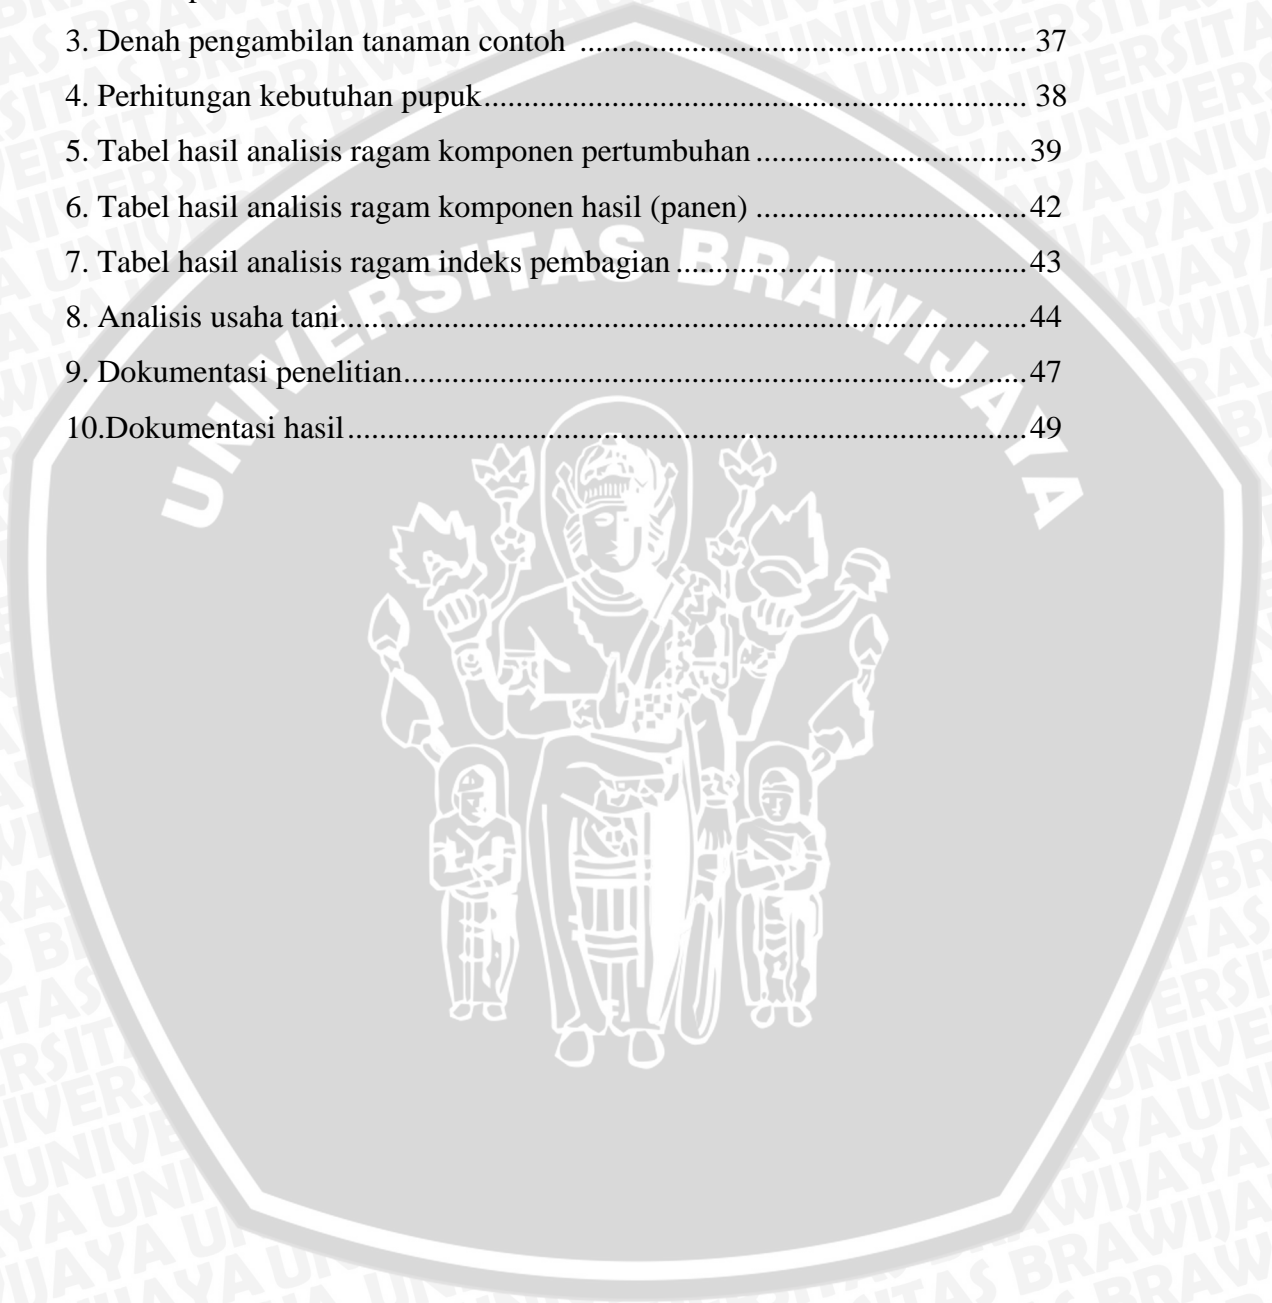 3. Denah pengambilan tanaman contoh ....................................................... 37
4. Perhitungan kebutuhan pupuk................................................................... 38
5. Tabel hasil analisis ragam komponen pertumbuhan .................................39
6. Tabel hasil analisis ragam komponen hasil (panen) .................................42
7. Tabel hasil analisis ragam indeks pembagian ...........................................43
8. Analisis usaha tani.....................................................................................44
9. Dokumentasi penelitian.............................................................................47
10.Dokumentasi hasil....................................................................................49
UNIVERSITAS BRAWIJAYA